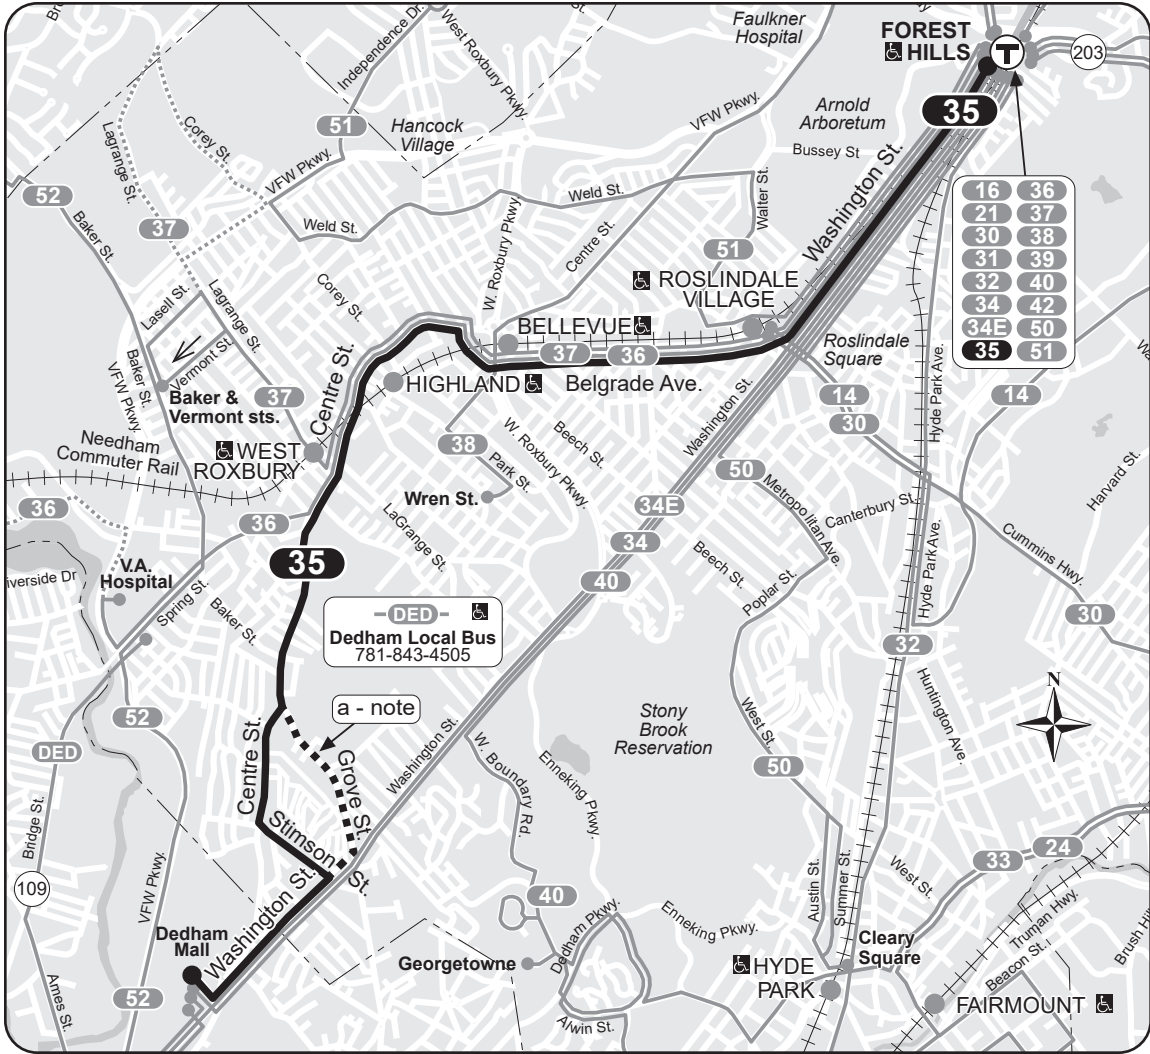 Independence Dr.
West Roxbury Pkwy.
St.
Faulkner
Hospital
FOREST
HILLS
T
203
35
51
Hancock
Village
VFW Pkwy.
Arnold
Arboretum
Bussey St
Washington St.
Corey St.
Lagrange St.
VFW Pkwy.
52
Baker St.
37
Weld St.
Weld St.
Walter St.
W. Roxbury Pkwy.
Centre St.
51
16 36
21 37
30 38
31 39
32 40
34 42
34E 50
35 51
ROSLINDALE
VILLAGE
Corey St.
Lasell St.
Lagrange St.
Vermont St.
Baker St.
VFW Pkwy.
BELLEVUE
37
36
Roslindale
Square
Centre St.
HIGHLAND
Belgrade Ave.
Baker &
Vermont sts.
37
Washington St.
14
30
14
Hyde Park Ave.
Needham
Commuter Rail
WEST
ROXBURY
38
Park St.
W. Roxbury Pkwy.
Beech St.
Wren St.
50
Metropolitan Ave.
Canterbury St.
Harvard St.
36
36
34E
34
40
LaGrange St.
Beech St.
Poplar St.
Cummins Hwy.
Hyde Park Ave.
30
35
V.A.
Hospital
iverside Dr
Spring St.
Baker St.
DED
Dedham Local Bus
781-843-4505
32
Huntington Ave.
N
a - note
52
DED
Centre St.
Grove St.
Washington St.
W. Boundary Rd.
Enneking Pkwy.
Stony
Brook
Reservation
West St.
50
Bridge St.
Stimson St.
Washington St.
109
VFW Pkwy.
40
Austin St.
Summer St.
West St.
33
24
Truman Hwy.
Beacon St.
Brush Hi
Dedham
Mall
Georgetowne
Dedham Pkwy.
Enneking Pkwy.
Cleary
Square
HYDE
PARK
FAIRMOUNT
52
Ames St.
Alwin St.